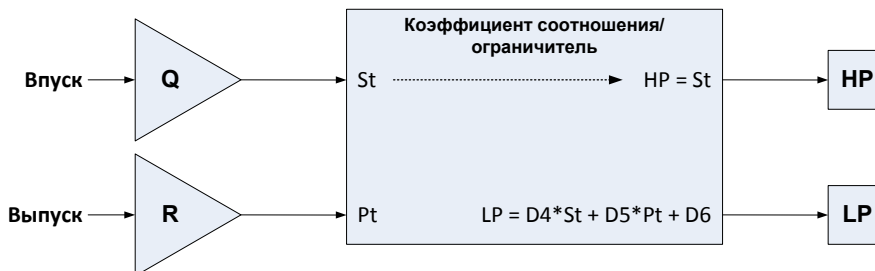 Коэффициент соотношения/
ограничитель
Впуск
Q
St
HP = St
HP
Выпуск
R
Pt
LP = D4*St + D5*Pt + D6
LP